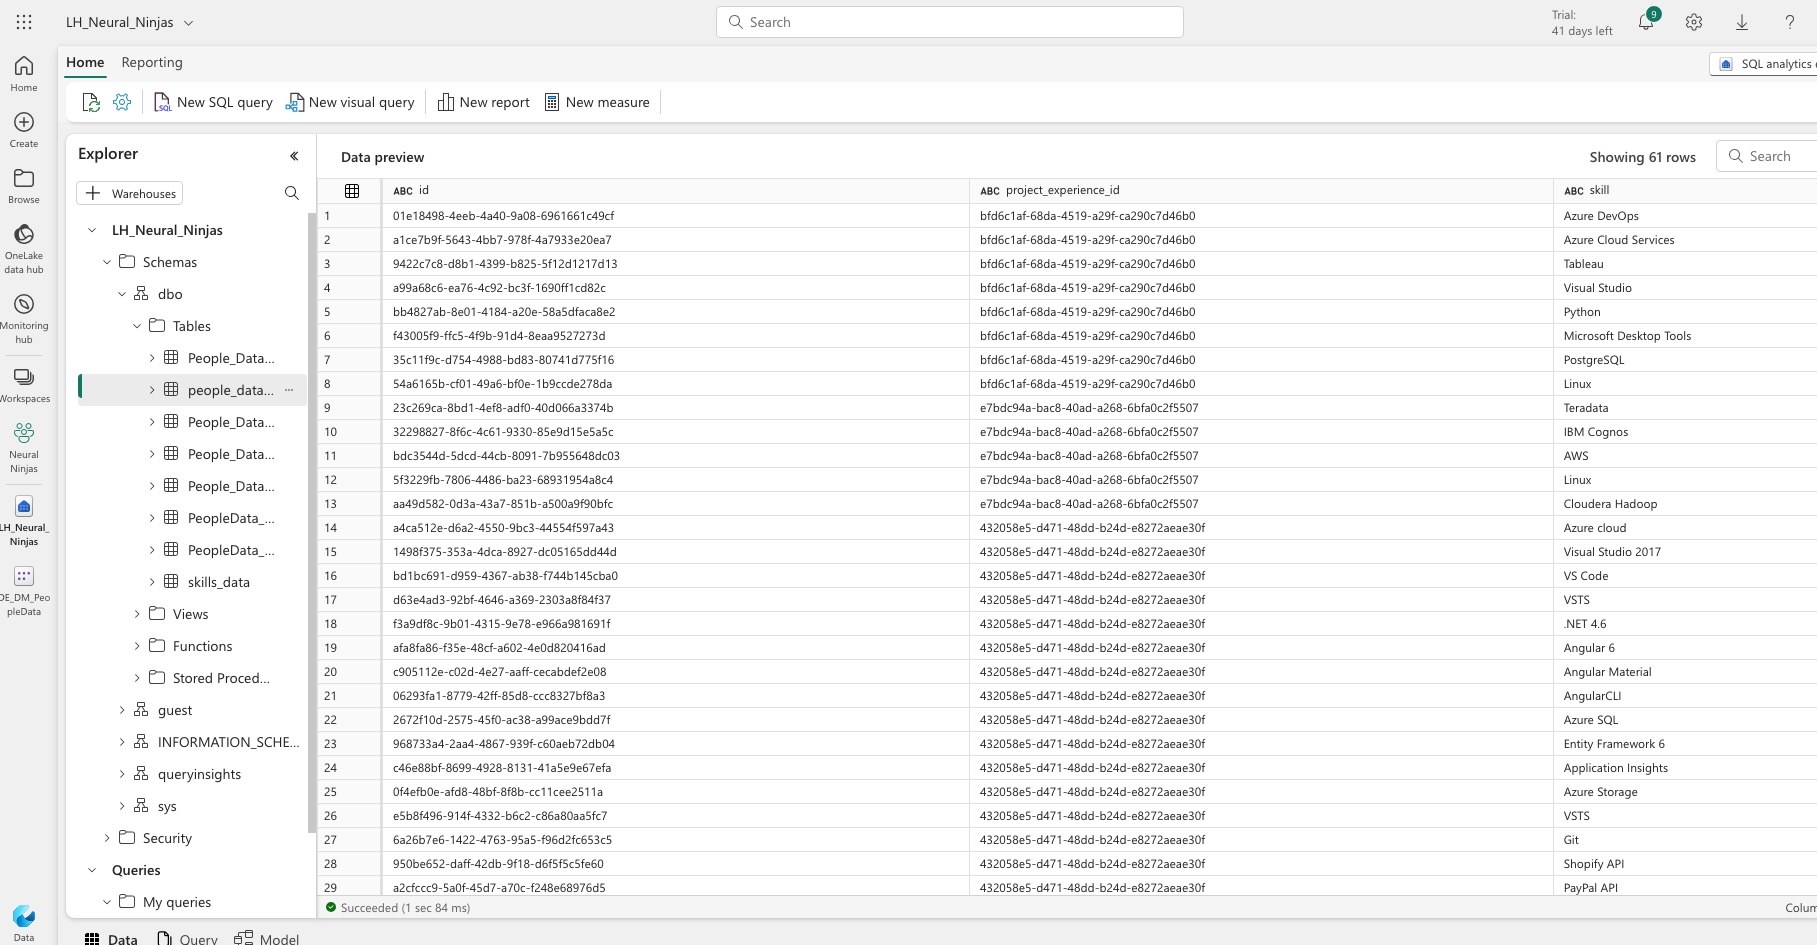 LH_Neural_Ninjas
Search
Trial:
41 days left
9
?
Home
Create
Browse
OneLake
data hub
Monitoring
hub
Workspaces
Neural
Ninjas
LH_Neural_
Ninjas
DE_DM_Peo
pleData
Data
Home Reporting
SQL analytics
New SQL query New visual query New report New measure
Explorer
Warehouses
LH_Neural_Ninjas
Schemas
dbo
Tables
People_Data...
people_data... ...
People_Data...
People_Data...
People_Data...
PeopleData_...
PeopleData_...
skills_data
Views
Functions
Stored Proced...
guest
INFORMATION_SCHE...
queryinsights
sys
Security
Queries
My queries
Data preview Showing 61 rows Search
ABC id ABC project_experience_id ABC skill
1 01e18498-4eeb-4a40-9a08-6961661c49cf bfd6c1af-68da-4519-a29f-ca290c7d46b0 Azure DevOps
2 a1ce7b9f-5643-4bb7-978f-4a7933e20ea7 bfd6c1af-68da-4519-a29f-ca290c7d46b0 Azure Cloud Services
3 9422c7c8-d8b1-4399-b825-5f12d1217d13 bfd6c1af-68da-4519-a29f-ca290c7d46b0 Tableau
4 a99a68c6-ea76-4c92-bc3f-1690ff1cd82c bfd6c1af-68da-4519-a29f-ca290c7d46b0 Visual Studio
5 bb4827ab-8e01-4184-a20e-58a5dfaca8e2 bfd6c1af-68da-4519-a29f-ca290c7d46b0 Python
6 f43005f9-ffc5-4f9b-91d4-8eaa9527273d bfd6c1af-68da-4519-a29f-ca290c7d46b0 Microsoft Desktop Tools
7 35c11f9c-d754-4988-bd83-80741d775f16 bfd6c1af-68da-4519-a29f-ca290c7d46b0 PostgreSQL
8 54a6165b-cf01-49a6-bf0e-1b9ccde278da bfd6c1af-68da-4519-a29f-ca290c7d46b0 Linux
9 23c269ca-8bd1-4ef8-adf0-40d066a3374b e7bdc94a-bac8-40ad-a268-6bfa0c2f5507 Teradata
10 32298827-8f6c-4c61-9330-85e9d15e5a5c e7bdc94a-bac8-40ad-a268-6bfa0c2f5507 IBM Cognos
11 bdc3544d-5dcd-44cb-8091-7b955648dc03 e7bdc94a-bac8-40ad-a268-6bfa0c2f5507 AWS
12 5f3229fb-7806-4486-ba23-68931954a8c4 e7bdc94a-bac8-40ad-a268-6bfa0c2f5507 Linux
13 aa49d582-0d3a-43a7-851b-a500a9f90bfc e7bdc94a-bac8-40ad-a268-6bfa0c2f5507 Cloudera Hadoop
14 a4ca512e-d6a2-4550-9bc3-44554f597a43 432058e5-d471-48dd-b24d-e8272aeae30f Azure cloud
15 1498f375-353a-4dca-8927-dc05165dd44d 432058e5-d471-48dd-b24d-e8272aeae30f Visual Studio 2017
16 bd1bc691-d959-4367-ab38-f744b145cba0 432058e5-d471-48dd-b24d-e8272aeae30f VS Code
17 d63e4ad3-92bf-4646-a369-2303a8f84f37 432058e5-d471-48dd-b24d-e8272aeae30f VSTS
18 f3a9df8c-9b01-4315-9e78-e966a981691f 432058e5-d471-48dd-b24d-e8272aeae30f .NET 4.6
19 afa8fa86-f35e-48cf-a602-4e0d820416ad 432058e5-d471-48dd-b24d-e8272aeae30f Angular 6
20 c905112e-c02d-4e27-aaff-cecabdef2e08 432058e5-d471-48dd-b24d-e8272aeae30f Angular Material
21 06293fa1-8779-42ff-85d8-ccc8327bf8a3 432058e5-d471-48dd-b24d-e8272aeae30f AngularCLI
22 2672f10d-2575-45f0-ac38-a99ace9bdd7f 432058e5-d471-48dd-b24d-e8272aeae30f Azure SQL
23 968733a4-2aa4-4867-939f-c60aeb72db04 432058e5-d471-48dd-b24d-e8272aeae30f Entity Framework 6
24 c46e88bf-8699-4928-8131-41a5e9e67efa 432058e5-d471-48dd-b24d-e8272aeae30f Application Insights
25 0f4efb0e-afd8-48bf-8f8b-cc11cee2511a 432058e5-d471-48dd-b24d-e8272aeae30f Azure Storage
26 e5b8f496-914f-4332-b6c2-c86a80aa5fc7 432058e5-d471-48dd-b24d-e8272aeae30f VSTS
27 6a26b7e6-1422-4763-95a5-f96d2fc653c5 432058e5-d471-48dd-b24d-e8272aeae30f Git
28 950be652-daff-42db-9f18-d6f5f5c5fe60 432058e5-d471-48dd-b24d-e8272aeae30f Shopify API
29 a2cfccc9-5a0f-45d7-a70c-f248e68976d5 432058e5-d471-48dd-b24d-e8272aeae30f PayPal API
Succeeded (1 sec 84 ms) Colum
Data Query Model